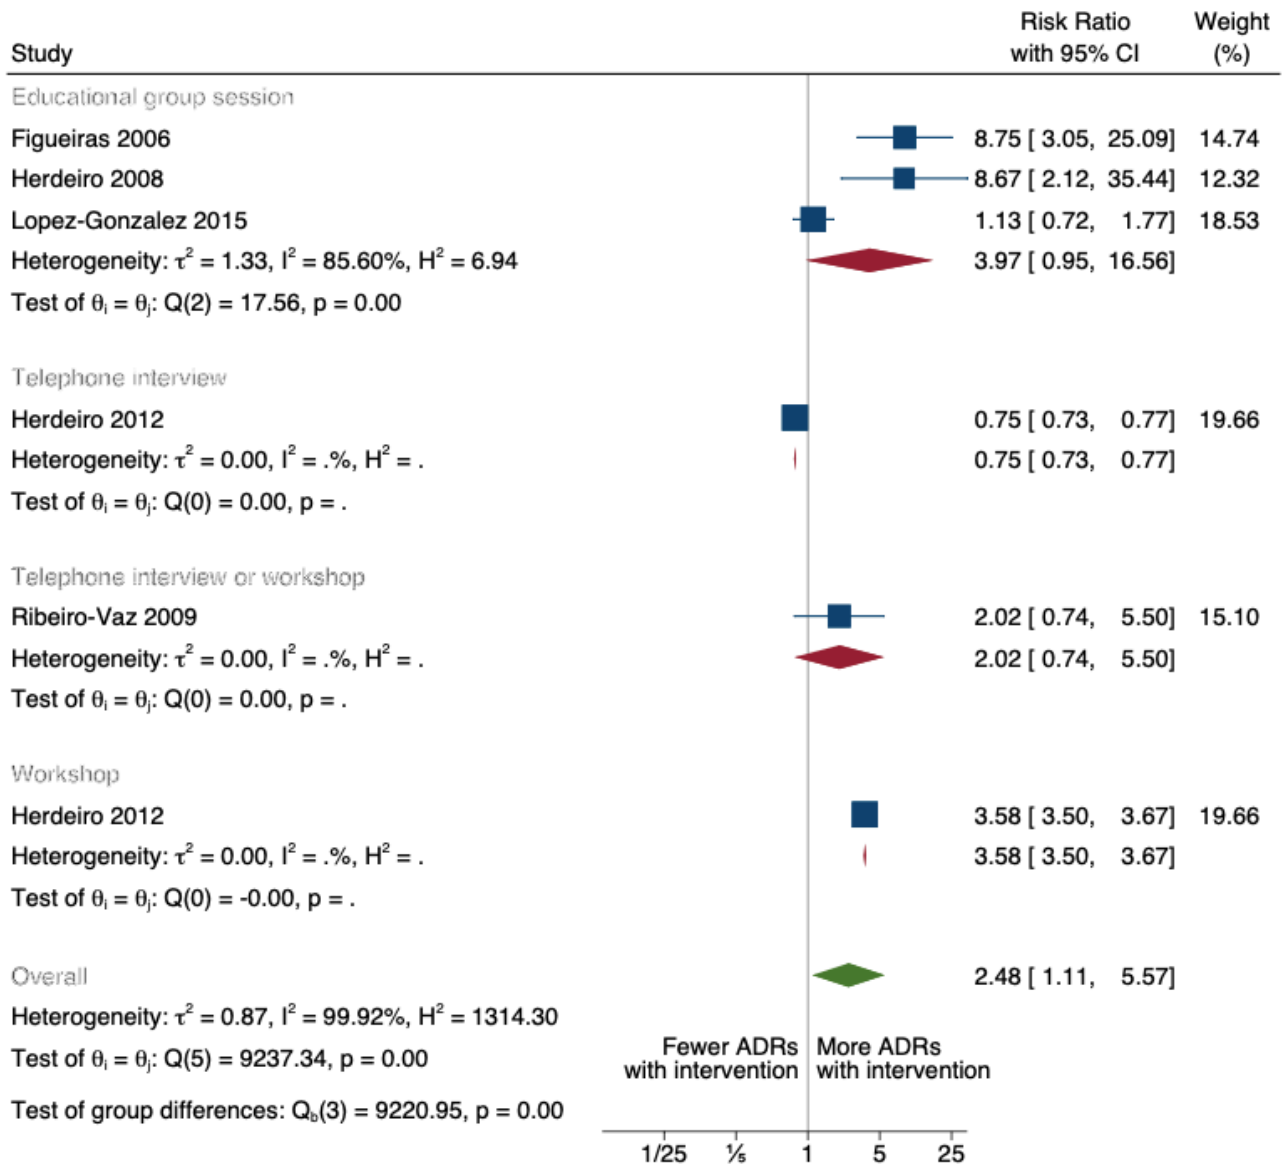 Study Risk Ratio with 95% CI Weight (%)
Educational group session
Figueiras 2006 8.75 [ 3.05, 25.09] 14.74
Herdeiro 2008 8.67 [ 2.12, 35.44] 12.32
Lopez-Gonzalez 2015 1.13 [ 0.72, 1.77] 18.53
Heterogeneity: τ² = 1.33, I² = 85.60%, H² = 6.94 3.97 [ 0.95, 16.56]
Test of θᵢ = θⱼ: Q(2) = 17.56, p = 0.00
Telephone interview
Herdeiro 2012 0.75 [ 0.73, 0.77] 19.66
Heterogeneity: τ² = 0.00, I² = .%, H² = . 0.75 [ 0.73, 0.77]
Test of θᵢ = θⱼ: Q(0) = 0.00, p = .
Telephone interview or workshop
Ribeiro-Vaz 2009 2.02 [ 0.74, 5.50] 15.10
Heterogeneity: τ² = 0.00, I² = .%, H² = . 2.02 [ 0.74, 5.50]
Test of θᵢ = θⱼ: Q(0) = 0.00, p = .
Workshop
Herdeiro 2012 3.58 [ 3.50, 3.67] 19.66
Heterogeneity: τ² = 0.00, I² = .%, H² = . 3.58 [ 3.50, 3.67]
Test of θᵢ = θⱼ: Q(0) = -0.00, p = .
Overall 2.48 [ 1.11, 5.57]
Heterogeneity: τ² = 0.87, I² = 99.92%, H² = 1314.30
Test of θᵢ = θⱼ: Q(5) = 9237.34, p = 0.00
Fewer ADRs with intervention
More ADRs with intervention
Test of group differences: Q_b(3) = 9220.95, p = 0.00
1/25 ⅕ 1 5 25